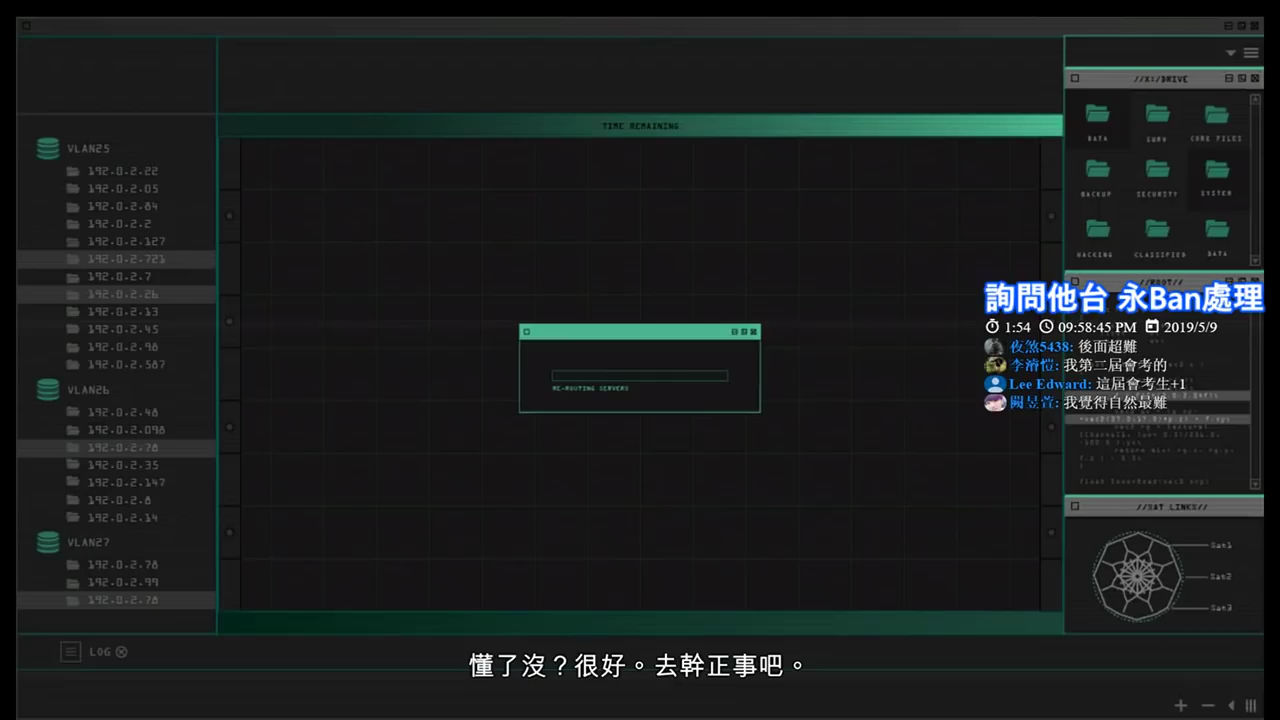 TIME REMAINING
//X:/DRIVE
DATA
SURV
CORE FILES
BACKUP
SECURITY
SYSTEM
HACKING
CLASSIFIED
DATA
VLAN25
192.0.2.22
192.0.2.05
192.0.2.84
192.0.2.2
192.0.2.127
192.0.2.721
192.0.2.7
192.0.2.26
192.0.2.13
192.0.2.45
192.0.2.98
192.0.2.587
VLAN26
192.0.2.48
192.0.2.098
192.0.2.78
192.0.2.35
192.0.2.147
192.0.2.8
192.0.2.14
VLAN27
192.0.2.78
192.0.2.99
192.0.2.78
RE-ROUTING SERVERS
//ROOT//
詢問他台 永Ban處理
1:54 09:58:45 PM 2019/5/9
夜煞5438: 後面超難
李濬愷: 我第二屆會考的
Lee Edward: 這屆會考生+1
闕昱萱: 我覺得自然最難
//SAT LINKS//
Sat1
Sat2
Sat3
LOG
懂了沒？很好。去幹正事吧。